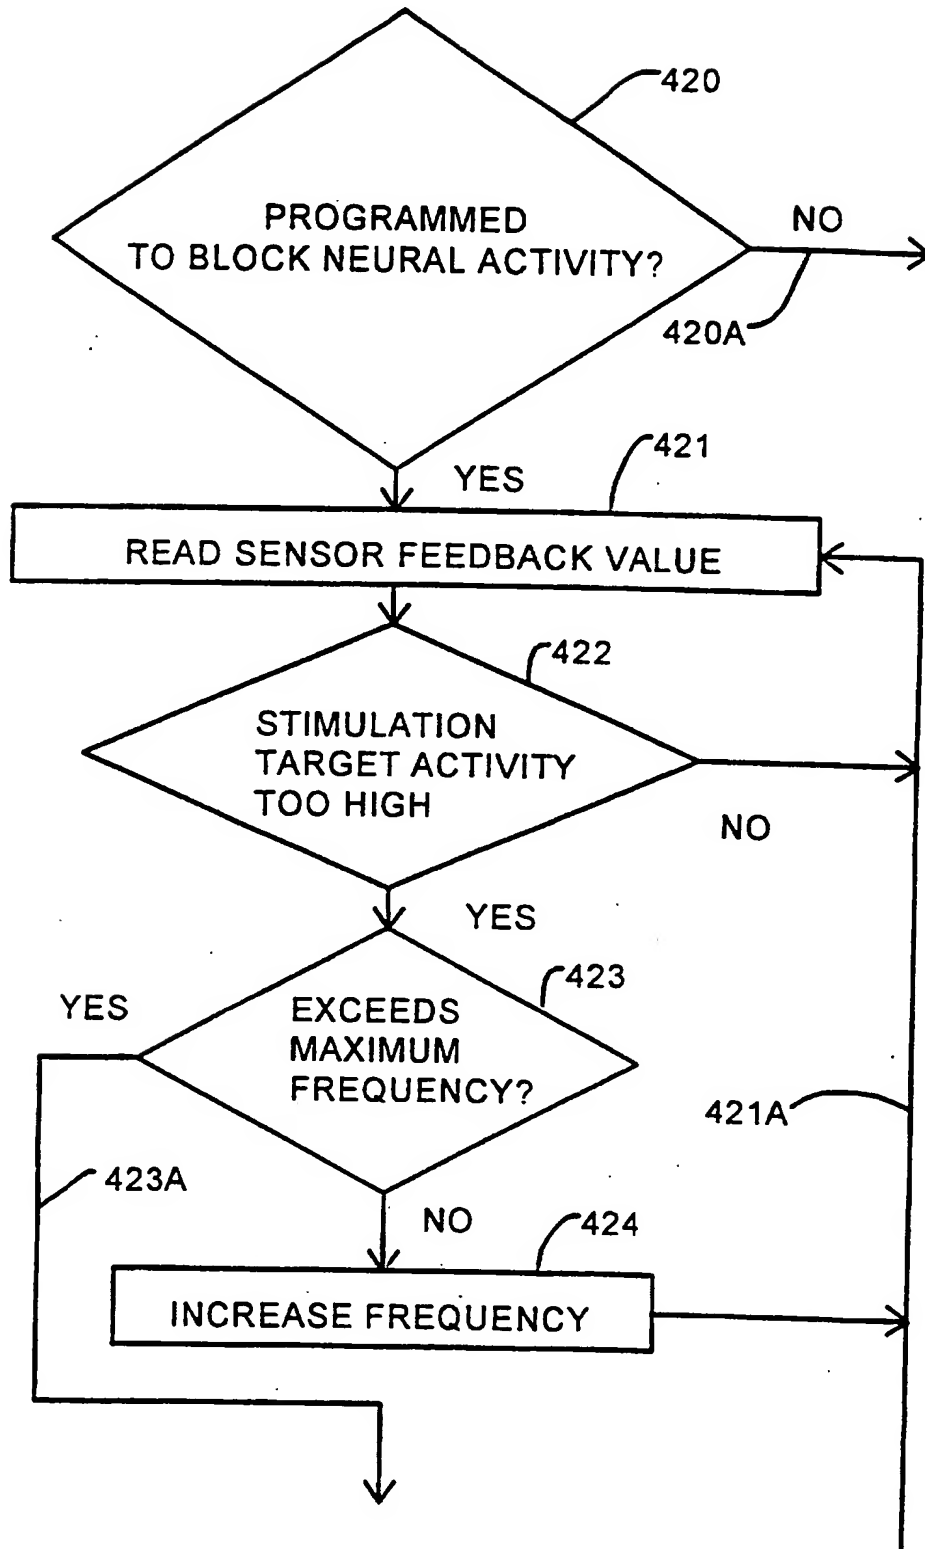 420
PROGRAMMED
TO BLOCK NEURAL ACTIVITY?
NO
420A
421
YES
READ SENSOR FEEDBACK VALUE
422
STIMULATION
TARGET ACTIVITY
TOO HIGH
NO
YES
423
YES
EXCEEDS
MAXIMUM
FREQUENCY?
421A
423A
NO
424
INCREASE FREQUENCY